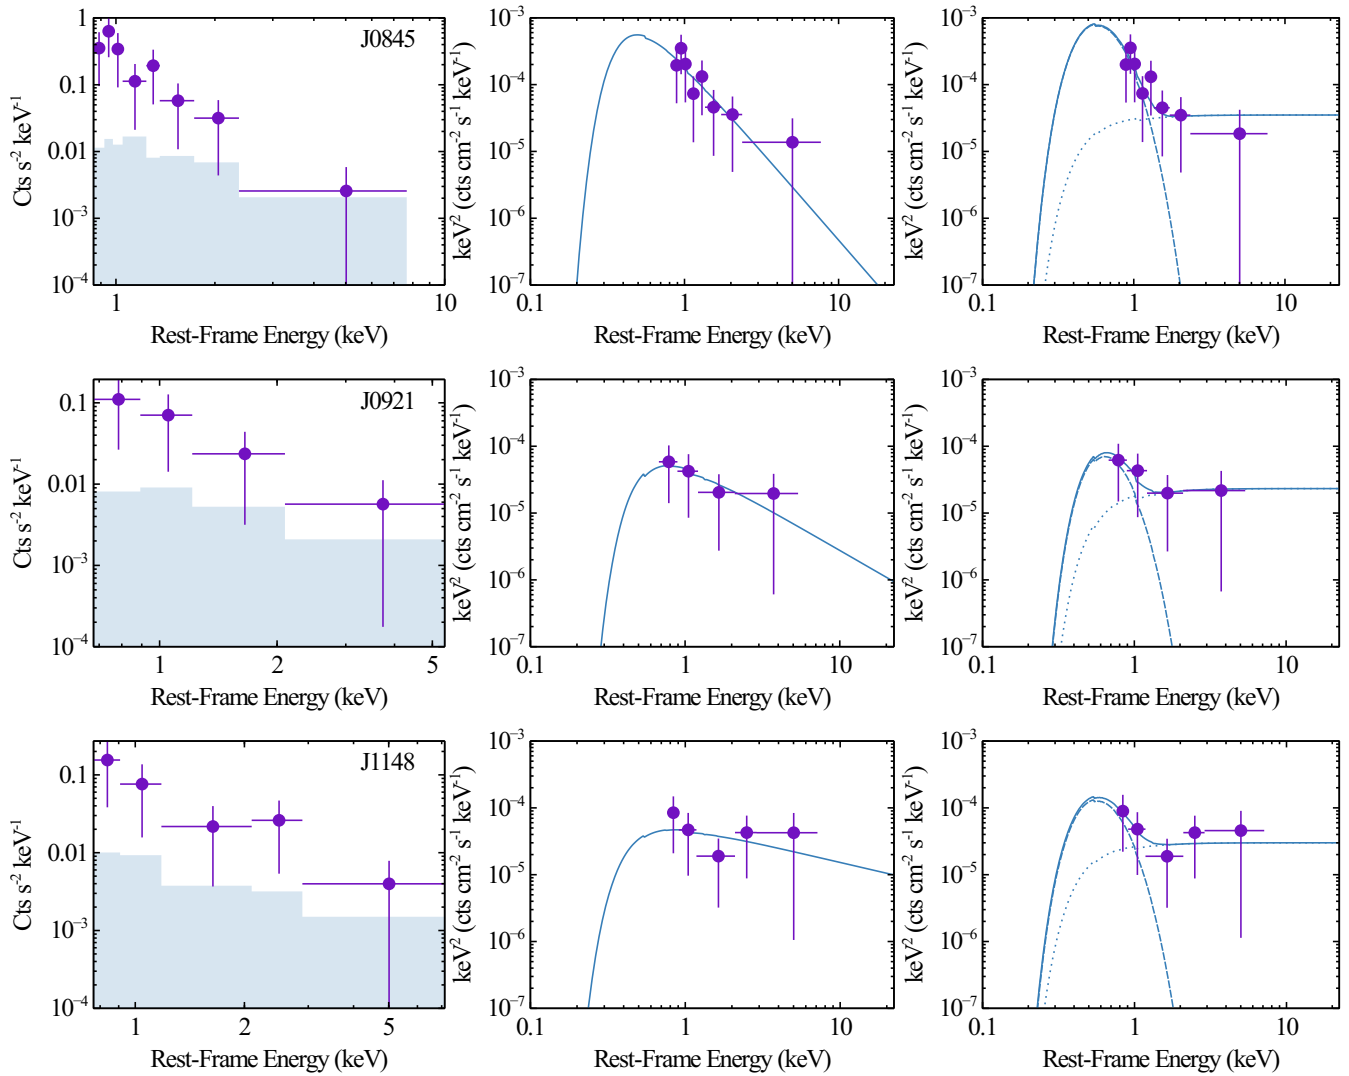 1
0.1
0.01
10⁻³
10⁻⁴
Cts s⁻² keV⁻¹
J0845
1 10
Rest-Frame Energy (keV)
10⁻³
10⁻⁴
10⁻⁵
10⁻⁶
10⁻⁷
keV² (cts cm⁻² s⁻¹ keV⁻¹)
0.1 1 10
Rest-Frame Energy (keV)
10⁻³
10⁻⁴
10⁻⁵
10⁻⁶
10⁻⁷
keV² (cts cm⁻² s⁻¹ keV⁻¹)
0.1 1 10
Rest-Frame Energy (keV)
0.1
0.01
10⁻³
10⁻⁴
Cts s⁻² keV⁻¹
J0921
1 2 5
Rest-Frame Energy (keV)
10⁻³
10⁻⁴
10⁻⁵
10⁻⁶
10⁻⁷
keV² (cts cm⁻² s⁻¹ keV⁻¹)
0.1 1 10
Rest-Frame Energy (keV)
10⁻³
10⁻⁴
10⁻⁵
10⁻⁶
10⁻⁷
keV² (cts cm⁻² s⁻¹ keV⁻¹)
0.1 1 10
Rest-Frame Energy (keV)
0.1
0.01
10⁻³
10⁻⁴
Cts s⁻² keV⁻¹
J1148
1 2 5
Rest-Frame Energy (keV)
10⁻³
10⁻⁴
10⁻⁵
10⁻⁶
10⁻⁷
keV² (cts cm⁻² s⁻¹ keV⁻¹)
0.1 1 10
Rest-Frame Energy (keV)
10⁻³
10⁻⁴
10⁻⁵
10⁻⁶
10⁻⁷
keV² (cts cm⁻² s⁻¹ keV⁻¹)
0.1 1 10
Rest-Frame Energy (keV)